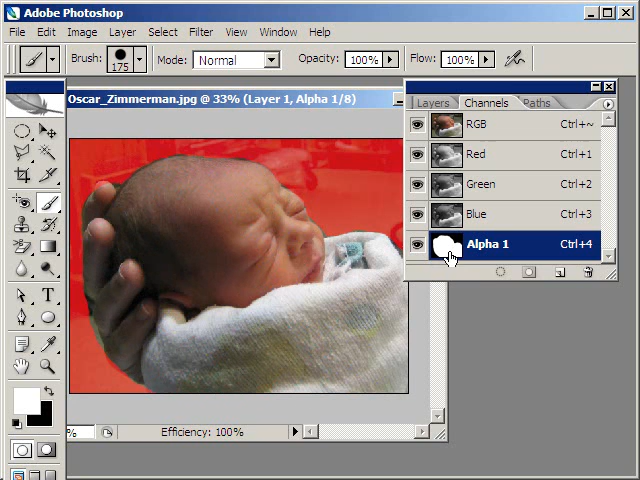 Adobe Photoshop
File Edit Image Layer Select Filter View Window Help
Brush: 175 Mode: Normal Opacity: 100% Flow: 100%
Oscar_Zimmerman.jpg @ 33% (Layer 1, Alpha 1/8)
Layers Channels Paths
RGB Ctrl+~
Red Ctrl+1
Green Ctrl+2
Blue Ctrl+3
Alpha 1 Ctrl+4
T
% Efficiency: 100%